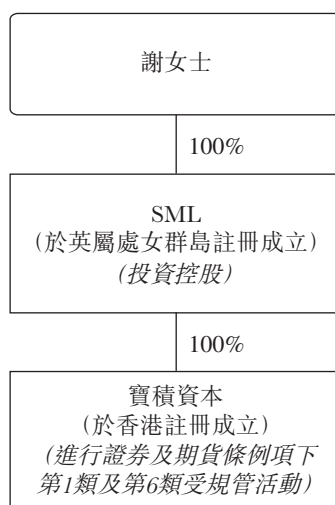 謝女士
100%
SML
(於英屬處女群島註冊成立)
(投資控股)
100%
寶積資本
(於香港註冊成立)
(進行證券及期貨條例項下
第1類及第6類受規管活動)